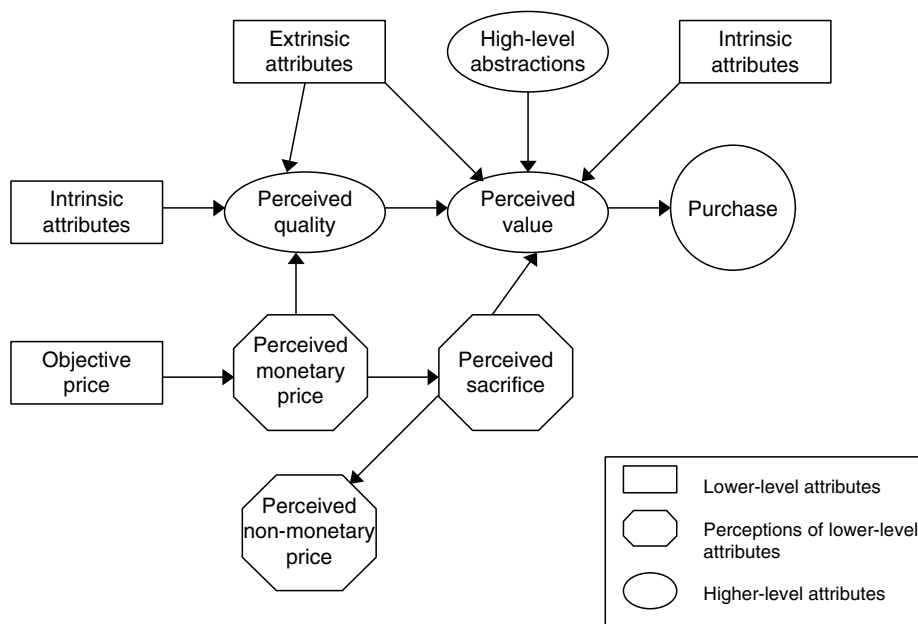 Extrinsic
attributes
High-level
abstractions
Intrinsic
attributes
Intrinsic
attributes
Perceived
quality
Perceived
value
Purchase
Objective
price
Perceived
monetary
price
Perceived
sacrifice
Perceived
non-monetary
price
Lower-level attributes
Perceptions of lower-level
attributes
Higher-level attributes